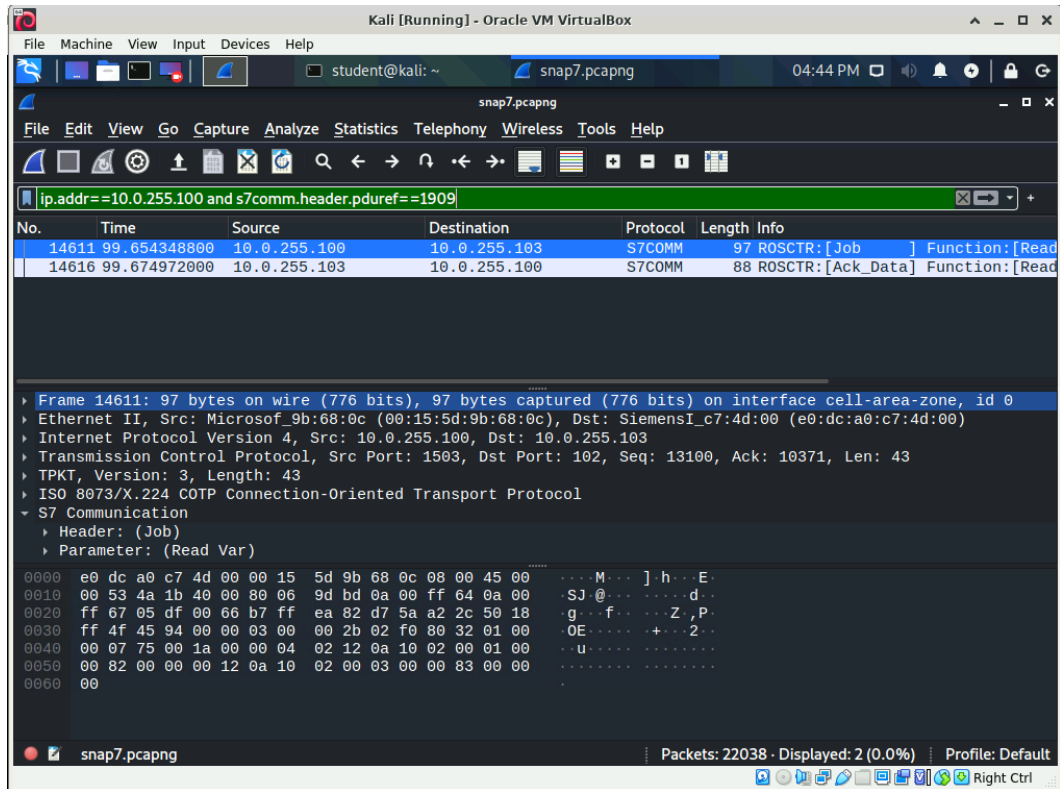 Kali [Running] - Oracle VM VirtualBox
File Machine View Input Devices Help
student@kali: ~ snap7.pcapng 04:44 PM
snap7.pcapng
File Edit View Go Capture Analyze Statistics Telephony Wireless Tools Help
ip.addr==10.0.255.100 and s7comm.header.pduref==1909
No. Time Source Destination Protocol Length Info
14611 99.654348800 10.0.255.100 10.0.255.103 S7COMM 97 ROSCTR:[Job ] Function:[Read
14616 99.674972000 10.0.255.103 10.0.255.100 S7COMM 88 ROSCTR:[Ack_Data] Function:[Read
Frame 14611: 97 bytes on wire (776 bits), 97 bytes captured (776 bits) on interface cell-area-zone, id 0
Ethernet II, Src: Microsof_9b:68:0c (00:15:5d:9b:68:0c), Dst: SiemensI_c7:4d:00 (e0:dc:a0:c7:4d:00)
Internet Protocol Version 4, Src: 10.0.255.100, Dst: 10.0.255.103
Transmission Control Protocol, Src Port: 1503, Dst Port: 102, Seq: 13100, Ack: 10371, Len: 43
TPKT, Version: 3, Length: 43
ISO 8073/X.224 COTP Connection-Oriented Transport Protocol
S7 Communication
Header: (Job)
Parameter: (Read Var)
0000 e0 dc a0 c7 4d 00 00 15 5d 9b 68 0c 08 00 45 00 ····M··· ]·h···E·
0010 00 53 4a 1b 40 00 80 06 9d bd 0a 00 ff 64 0a 00 ·SJ·@··· ·····d··
0020 ff 67 05 df 00 66 b7 ff ea 82 d7 5a a2 2c 50 18 ·g···f·· ···Z·,P·
0030 ff 4f 45 94 00 00 03 00 00 2b 02 f0 80 32 01 00 ·OE····· ·+···2··
0040 00 07 75 00 1a 00 00 04 02 12 0a 10 02 00 01 00 ··u····· ········
0050 00 82 00 00 00 12 0a 10 02 00 03 00 00 83 00 00 ········ ········
0060 00 ·
snap7.pcapng Packets: 22038 · Displayed: 2 (0.0%) Profile: Default
Right Ctrl